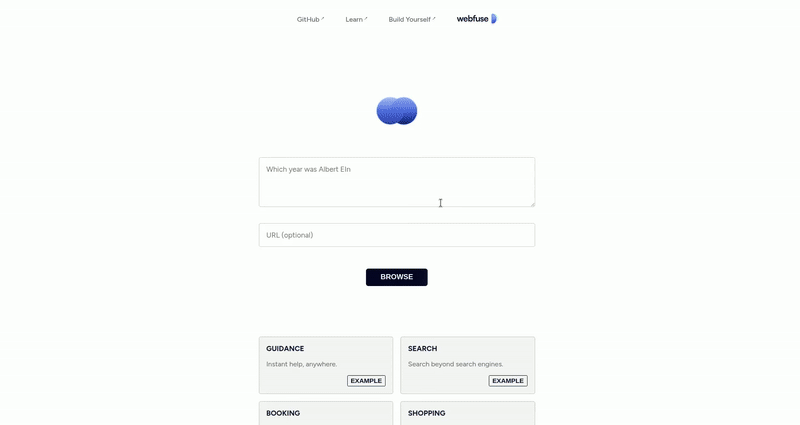 GitHub ↗ Learn ↗ Build Yourself ↗ webfuse
Which year was Albert Ein
URL (optional)
BROWSE
GUIDANCE
Instant help, anywhere.
EXAMPLE
SEARCH
Search beyond search engines.
EXAMPLE
BOOKING
SHOPPING